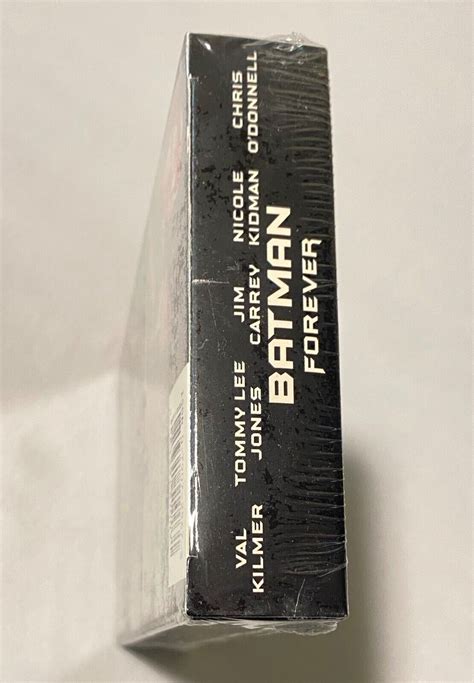 VAL TOMMY LEE JIM NICOLE CHRIS
KILMER JONES CARREY KIDMAN O'DONNELL
BATMAN
FOREVER